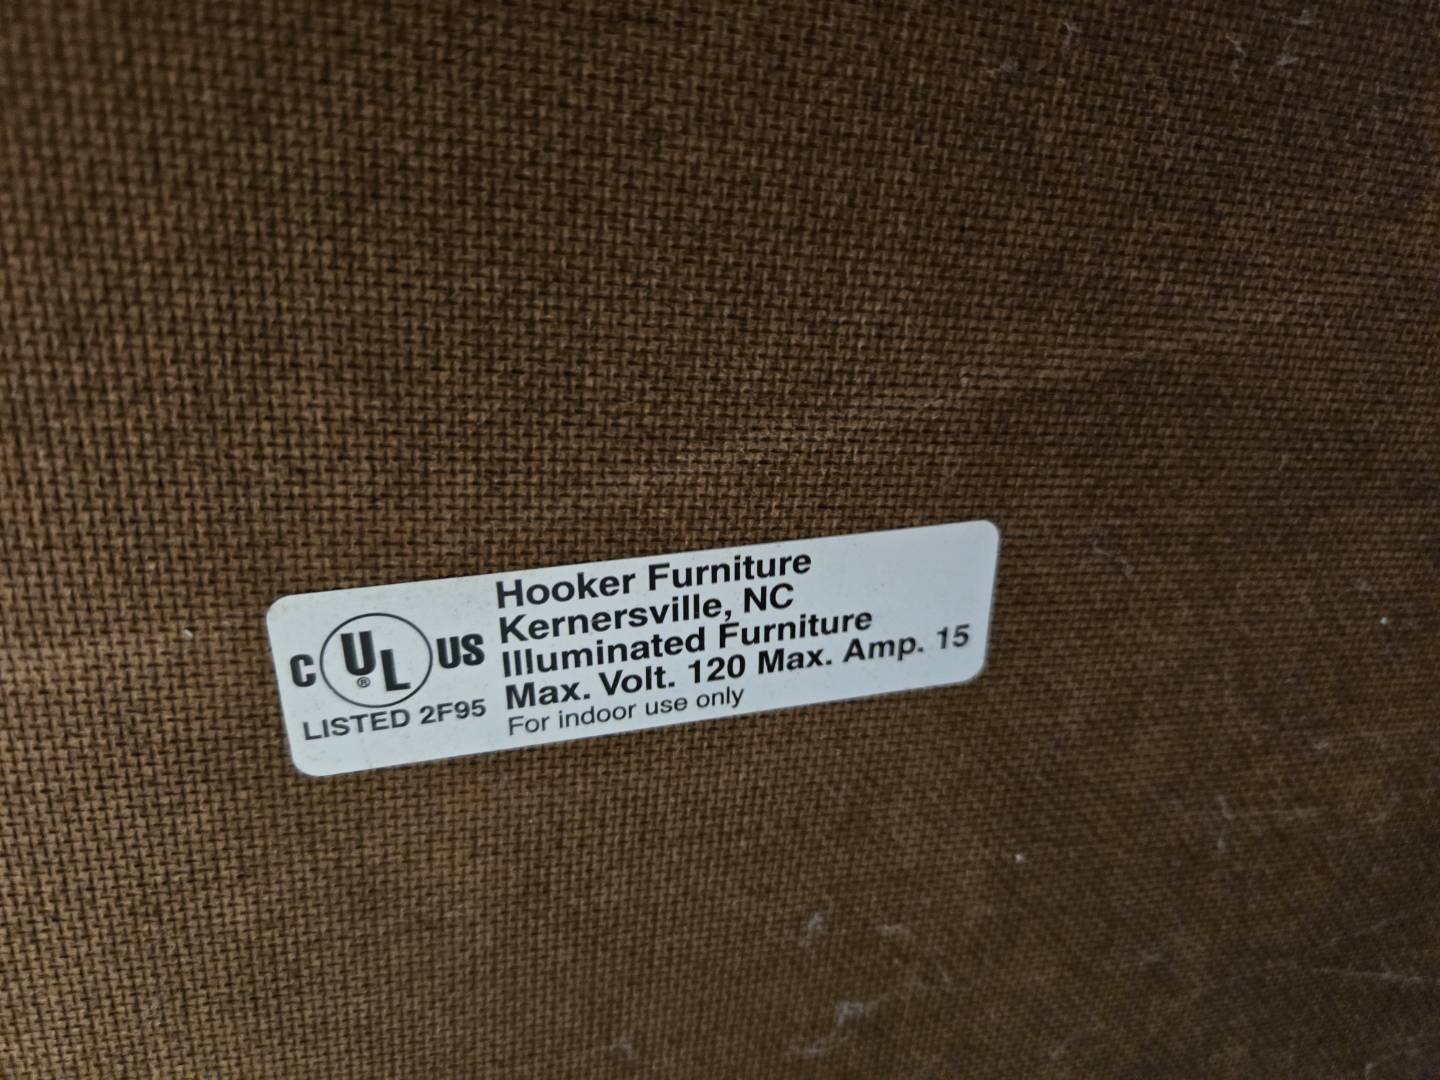 C UL® US
LISTED 2F95
Hooker Furniture
Kernersville, NC
Illuminated Furniture
Max. Volt. 120 Max. Amp. 15
For indoor use only